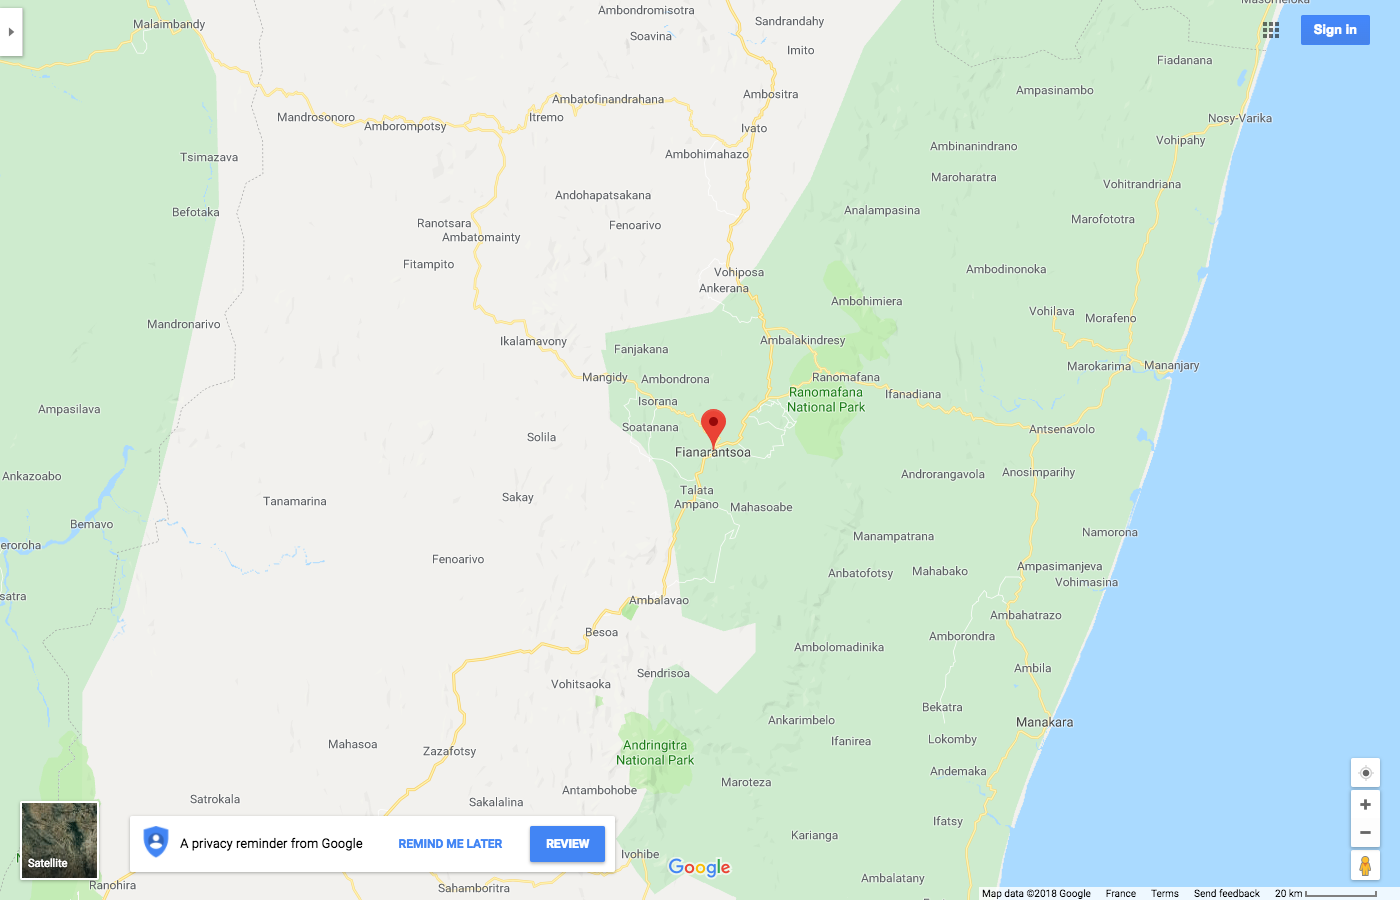 Masomeloka
Ambondromisotra
Sandrandahy
Malaimbandy
Sign in
Soavina
Imito
Fiadanana
Ampasinambo
Ambatofinandrahana
Ambositra
Mandrosonoro
Itremo
Nosy-Varika
Amborompotsy
Ivato
Vohipahy
Ambinanindrano
Ambohimahazo
Tsimazava
Maroharatra
Vohitrandriana
Andohapatsakana
Befotaka
Analampasina
Marofototra
Ranotsara
Fenoarivo
Ambatomainty
Fitampito
Ambodinonoka
Vohiposa
Ankerana
Ambohimiera
Vohilava
Morafeno
Mandronarivo
Ikalamavony
Ambalakindresy
Fanjakana
Marokarima
Mananjary
Mangidy
Ambondrona
Ranomafana
Ranomafana
National Park
Ifanadiana
Isorana
Ampasilava
Soatanana
Antsenavolo
Solila
Fianarantsoa
Androrangavola
Anosimparihy
Ankazoabo
Talata
Ampano
Sakay
Tanamarina
Mahasoabe
Bemavo
Manampatrana
Namorona
eroroha
Fenoarivo
Anbatofotsy
Mahabako
Ampasimanjeva
Vohimasina
satra
Ambalavao
Ambahatrazo
Besoa
Amborondra
Ambolomadinika
Ambila
Sendrisoa
Vohitsaoka
Bekatra
Ankarimbelo
Manakara
Mahasoa
Zazafotsy
Andringitra
National Park
Ifanirea
Lokomby
Andemaka
Maroteza
Antambohobe
Satrokala
Sakalalina
Ifatsy
Karianga
A privacy reminder from Google
REMIND ME LATER
REVIEW
Satellite
Ivohibe
Google
Ambalatany
Ranohira
Sahamboritra
Map data ©2018 Google France Terms Send feedback 20 km